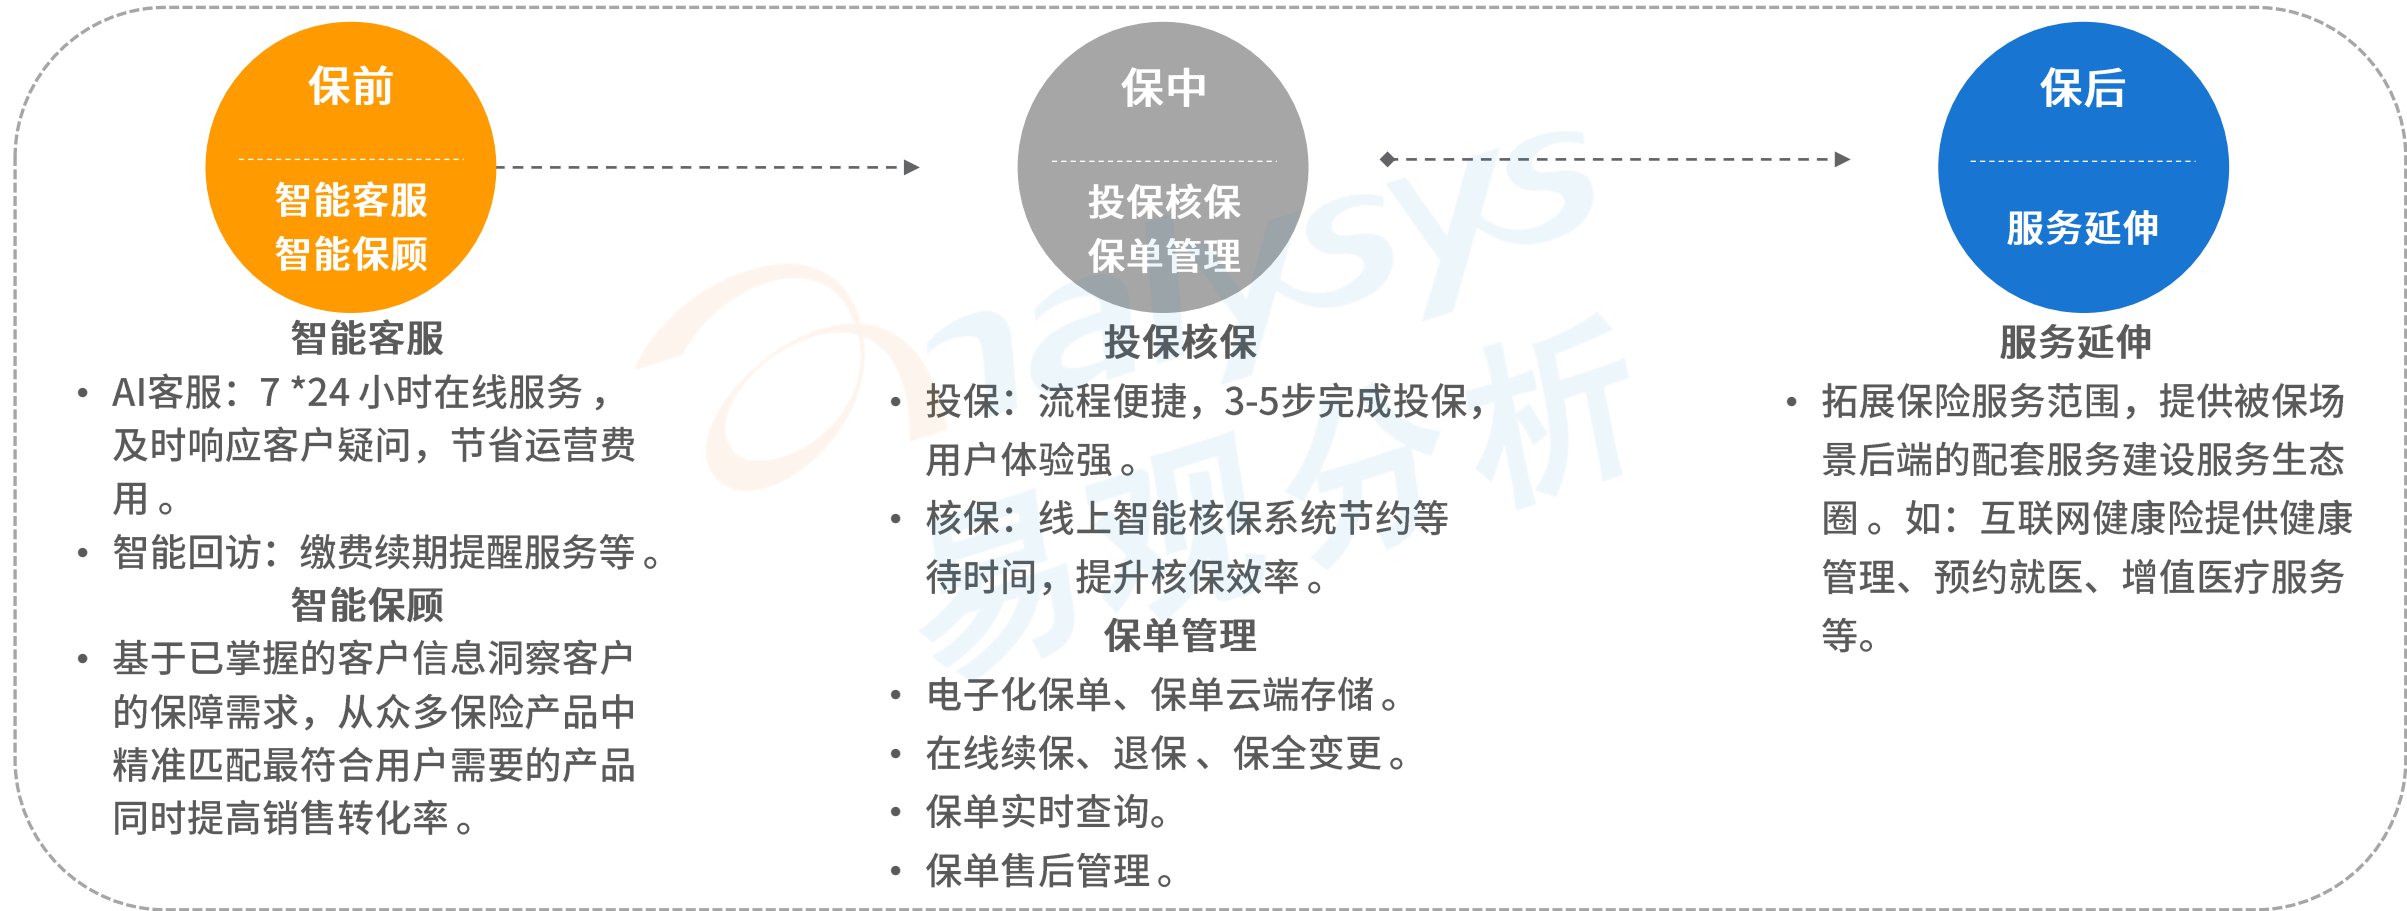 保前
智能客服
智能保顾
智能客服
• AI客服：7 *24 小时在线服务 ，
及时响应客户疑问，节省运营费
用 。
• 智能回访：缴费续期提醒服务等 。
智能保顾
• 基于已掌握的客户信息洞察客户
的保障需求，从众多保险产品中
精准匹配最符合用户需要的产品
同时提高销售转化率 。
保中
投保核保
保单管理
投保核保
• 投保：流程便捷，3-5步完成投保，
用户体验强 。
• 核保：线上智能核保系统节约等
待时间，提升核保效率 。
保单管理
• 电子化保单、保单云端存储 。
• 在线续保、退保 、保全变更 。
• 保单实时查询。
• 保单售后管理 。
保后
服务延伸
服务延伸
• 拓展保险服务范围，提供被保场
景后端的配套服务建设服务生态
圈 。如：互联网健康险提供健康
管理、预约就医、增值医疗服务
等。
analysys
易观分析